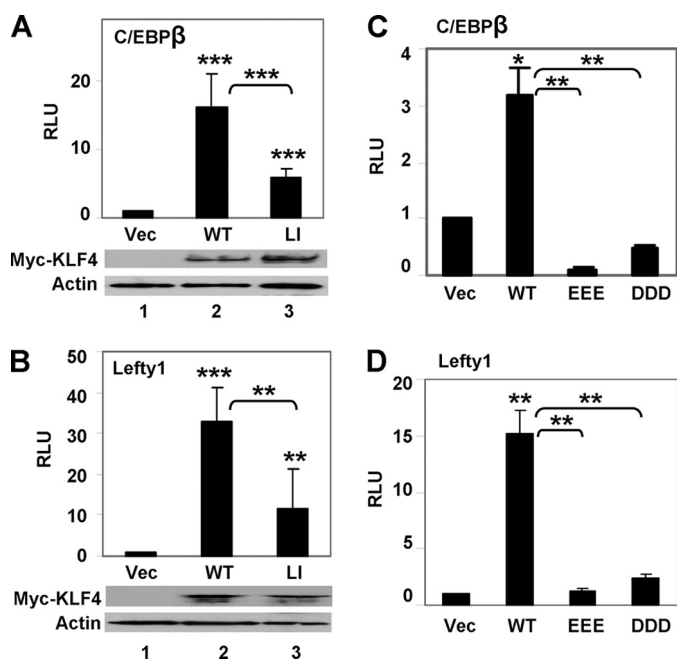 A
C/EBPβ
20
10
0
RLU
***
***
***
Vec WT LI
Myc-KLF4
Actin
1 2 3
B
Lefty1
50
40
30
20
10
0
RLU
***
**
**
Vec WT LI
Myc-KLF4
Actin
1 2 3
C
C/EBPβ
4
3
2
1
0
RLU
*
**
**
Vec WT EEE DDD
D
Lefty1
20
15
10
5
0
RLU
**
**
**
Vec WT EEE DDD